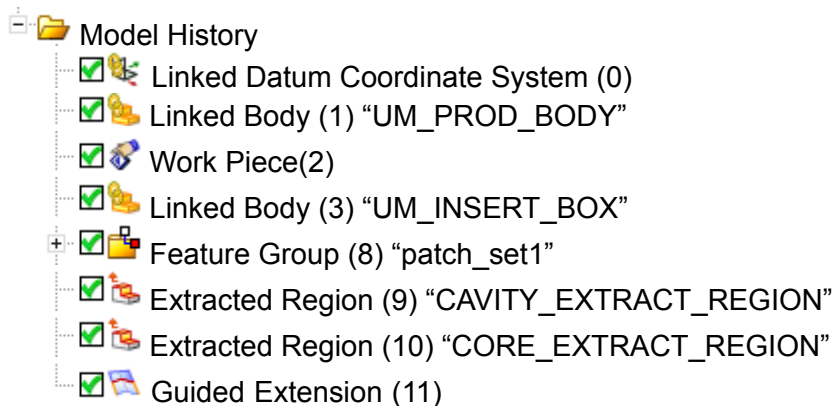 Model History
Linked Datum Coordinate System (0)
Linked Body (1) “UM_PROD_BODY”
Work Piece(2)
Linked Body (3) “UM_INSERT_BOX”
Feature Group (8) “patch_set1”
Extracted Region (9) “CAVITY_EXTRACT_REGION”
Extracted Region (10) “CORE_EXTRACT_REGION”
Guided Extension (11)